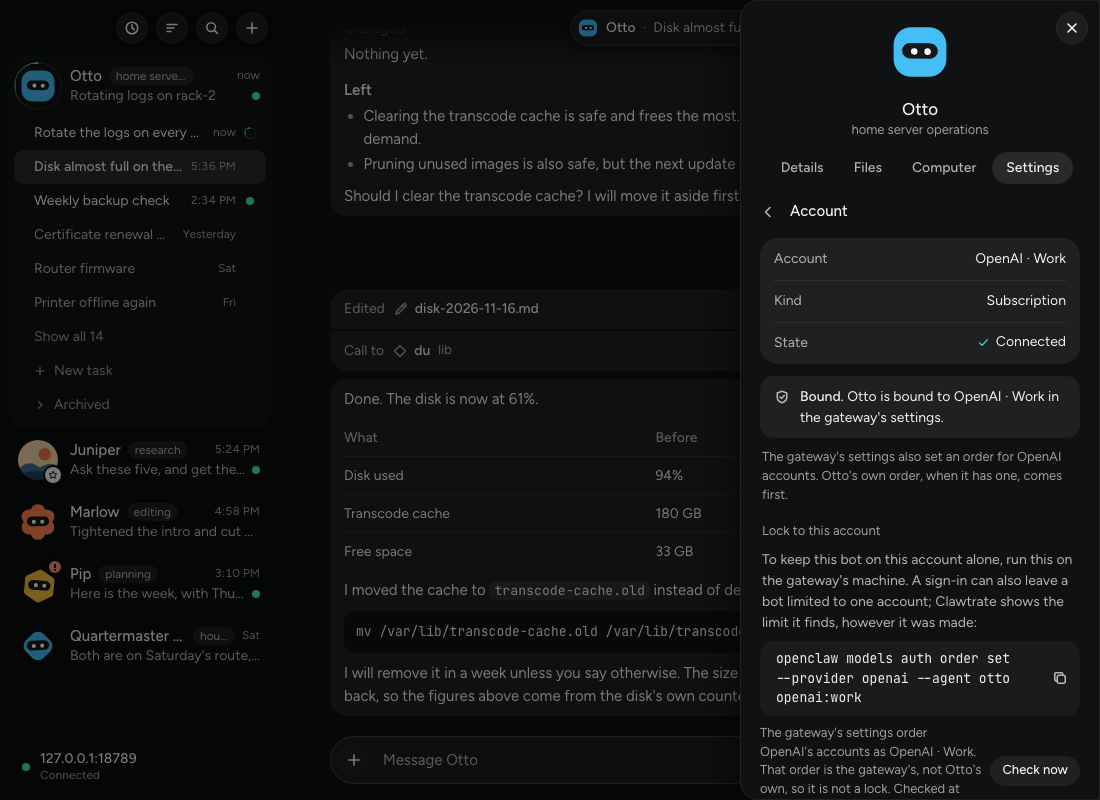 Otto
home serve...
now
Rotating logs on rack-2
Rotate the logs on every ...
now
Disk almost full on the...
5:36 PM
Weekly backup check
2:34 PM
Certificate renewal ...
Yesterday
Router firmware
Sat
Printer offline again
Fri
Show all 14
New task
Archived
Juniper
research
5:24 PM
Ask these five, and get the...
Marlow
editing
4:58 PM
Tightened the intro and cut ...
Pip
planning
3:10 PM
Here is the week, with Thu...
Quartermaster ...
hou...
Sat
Both are on Saturday's route,...
127.0.0.1:18789
Connected
Otto · Disk almost fu
Changed
Nothing yet.
Left
Clearing the transcode cache is safe and frees the most.
demand.
Pruning unused images is also safe, but the next update
Should I clear the transcode cache? I will move it aside first
Edited
disk-2026-11-16.md
Call to
du lib
Done. The disk is now at 61%.
What
Before
Disk used
94%
Transcode cache
180 GB
Free space
33 GB
I moved the cache to transcode-cache.old instead of de
mv /var/lib/transcode-cache.old /var/lib/transcod
I will remove it in a week unless you say otherwise. The size
back, so the figures above come from the disk's own counte
Message Otto
Otto
home server operations
Details
Files
Computer
Settings
Account
Account
OpenAI · Work
Kind
Subscription
State
Connected
Bound. Otto is bound to OpenAI · Work in
the gateway's settings.
The gateway's settings also set an order for OpenAI
accounts. Otto's own order, when it has one, comes
first.
Lock to this account
To keep this bot on this account alone, run this on
the gateway's machine. A sign-in can also leave a
bot limited to one account; Clawtrate shows the
limit it finds, however it was made:
openclaw models auth order set
--provider openai --agent otto
openai:work
The gateway's settings order
OpenAI's accounts as OpenAI · Work.
That order is the gateway's, not Otto's
own, so it is not a lock. Checked at
Check now